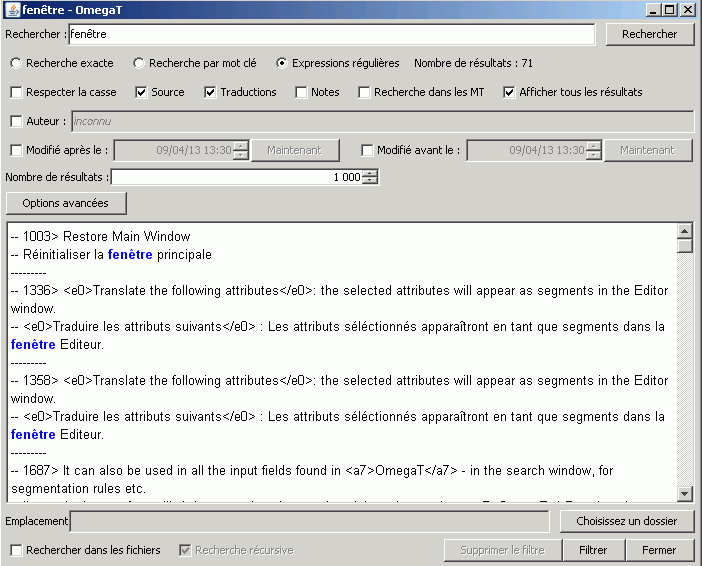 fenêtre - OmegaT
Rechercher : fenêtre Rechercher
Recherche exacte Recherche par mot clé Expressions régulières Nombre de résultats : 71
Respecter la casse Source Traductions Notes Recherche dans les MT Afficher tous les résultats
Auteur : inconnu
Modifié après le : 09/04/13 13:30 Maintenant Modifié avant le : 09/04/13 13:30 Maintenant
Nombre de résultats : 1 000
Options avancées
-- 1003> Restore Main Window
-- Réinitialiser la fenêtre principale
---------
-- 1336> <e0>Translate the following attributes</e0>: the selected attributes will appear as segments in the Editor
window.
-- <e0>Traduire les attributs suivants</e0> : Les attributs séléctionnés apparaîtront en tant que segments dans la
fenêtre Editeur.
---------
-- 1358> <e0>Translate the following attributes</e0>: the selected attributes will appear as segments in the Editor
window.
-- <e0>Traduire les attributs suivants</e0> : Les attributs séléctionnés apparaîtront en tant que segments dans la
fenêtre Editeur.
---------
-- 1687> It can also be used in all the input fields found in <a7>OmegaT</a7> - in the search window, for
segmentation rules etc.
Emplacement Choisissez un dossier
Rechercher dans les fichiers Recherche récursive Supprimer le filtre Filtrer Fermer